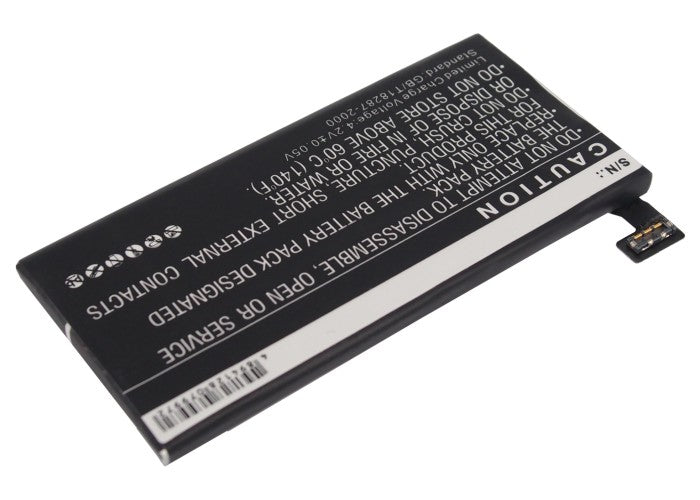 S/N.:
CAUTION
•DO NOT ATTEMPT TO DISASSEMBLE, OPEN OR SERVICE
THE BATTERY PACK.
•REPLACE ONLY WITH THE BATTERY PACK DESIGNATED
FOR THIS PRODUCT.
•DO NOT CRUSH, PUNCTURE, SHORT EXTERNAL CONTACTS
OR DISPOSE OF IN FIRE OR WATER.
•DO NOT STORE ABOVE 60°C (140°F).
Standard:GB/T18287-2000
Limited Charge Voltage:4.2V±0.05V